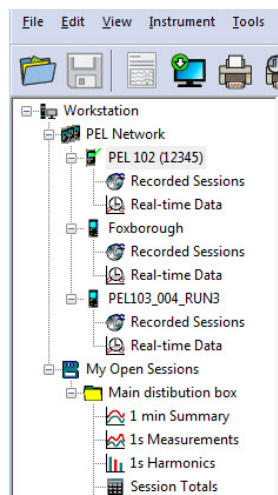 File Edit View Instrument Tools
Workstation
PEL Network
PEL 102 (12345)
Recorded Sessions
Real-time Data
Foxborough
Recorded Sessions
Real-time Data
PEL103_004_RUN3
Recorded Sessions
Real-time Data
My Open Sessions
Main distibution box
1 min Summary
1s Measurements
1s Harmonics
Session Totals